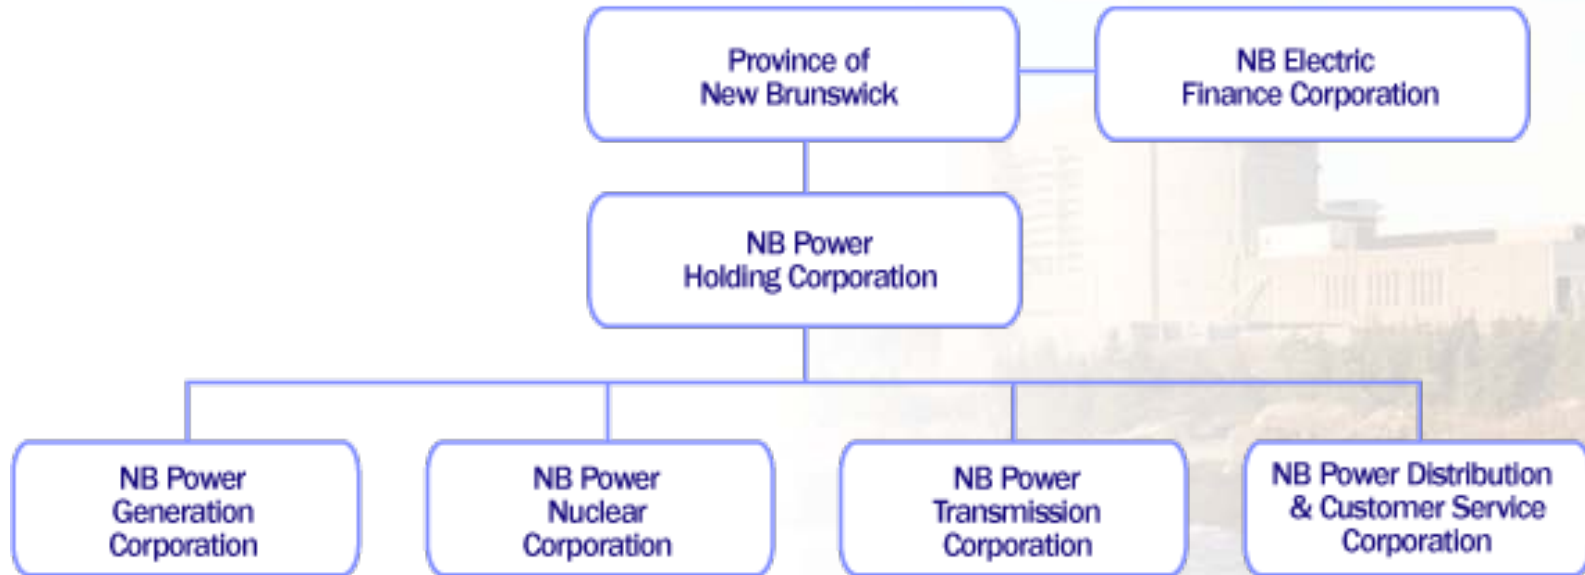 Province of
New Brunswick
NB Electric
Finance Corporation
NB Power
Holding Corporation
NB Power
Generation
Corporation
NB Power
Nuclear
Corporation
NB Power
Transmission
Corporation
NB Power Distribution
& Customer Service
Corporation